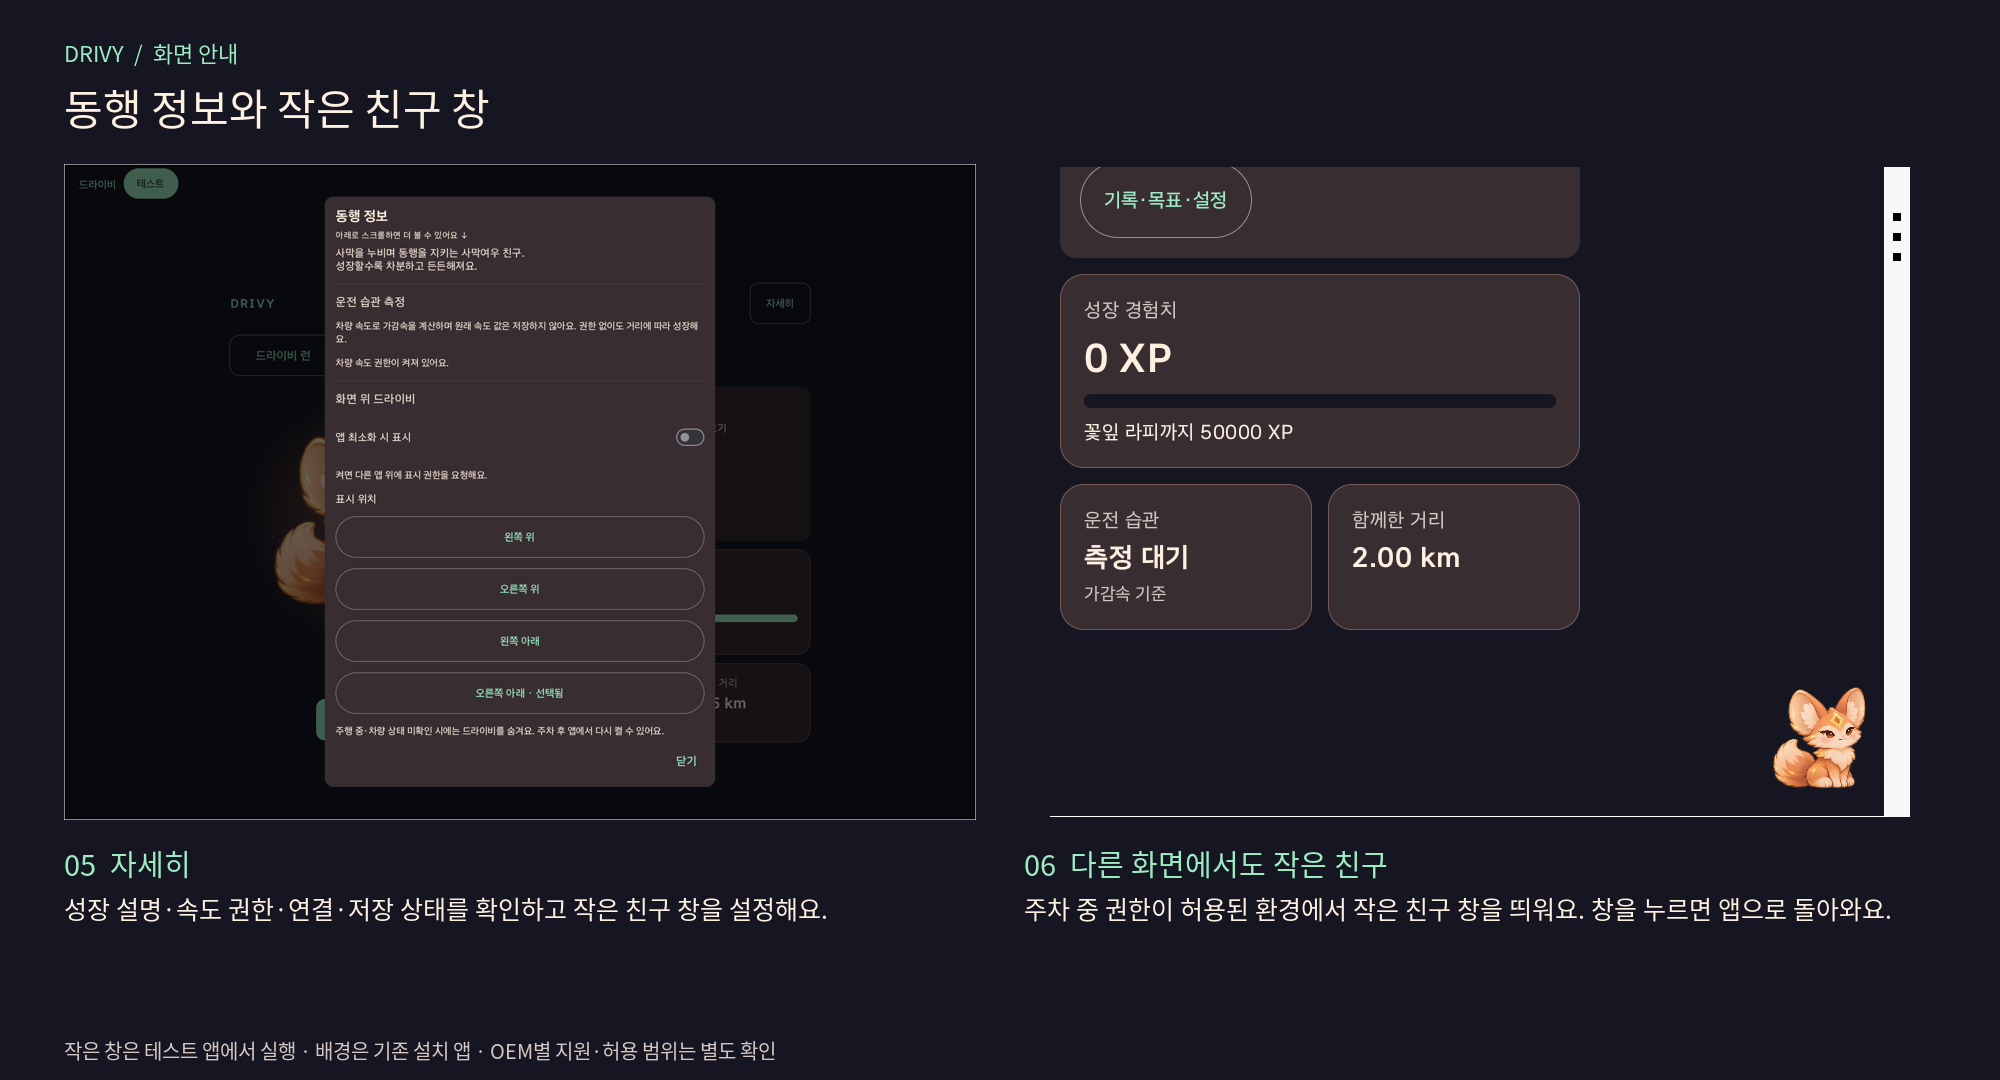 DRIVY / 화면 안내
동행 정보와 작은 친구 창
드라이비 테스트
DRIVY
자세히
드라이비 런
동행 정보
아래로 스크롤하면 더 볼 수 있어요 ↓
사막을 누비며 동행을 지키는 사막여우 친구.
성장할수록 차분하고 든든해져요.
운전 습관 측정
차량 속도로 가감속을 계산하며 원래 속도 값은 저장하지 않아요. 권한 없이도 거리에 따라 성장해
요.
차량 속도 권한이 켜져 있어요.
화면 위 드라이비
앱 최소화 시 표시
켜면 다른 앱 위에 표시 권한을 요청해요.
표시 위치
왼쪽 위
오른쪽 위
왼쪽 아래
오른쪽 아래 · 선택됨
주행 중·차량 상태 미확인 시에는 드라이비를 숨겨요. 주차 후 앱에서 다시 켤 수 있어요.
닫기
기
거리
5 km
기록·목표·설정
성장 경험치
0 XP
꽃잎 라피까지 50000 XP
운전 습관
측정 대기
가감속 기준
함께한 거리
2.00 km
05 자세히
성장 설명·속도 권한·연결·저장 상태를 확인하고 작은 친구 창을 설정해요.
06 다른 화면에서도 작은 친구
주차 중 권한이 허용된 환경에서 작은 친구 창을 띄워요. 창을 누르면 앱으로 돌아와요.
작은 창은 테스트 앱에서 실행 · 배경은 기존 설치 앱 · OEM별 지원·허용 범위는 별도 확인